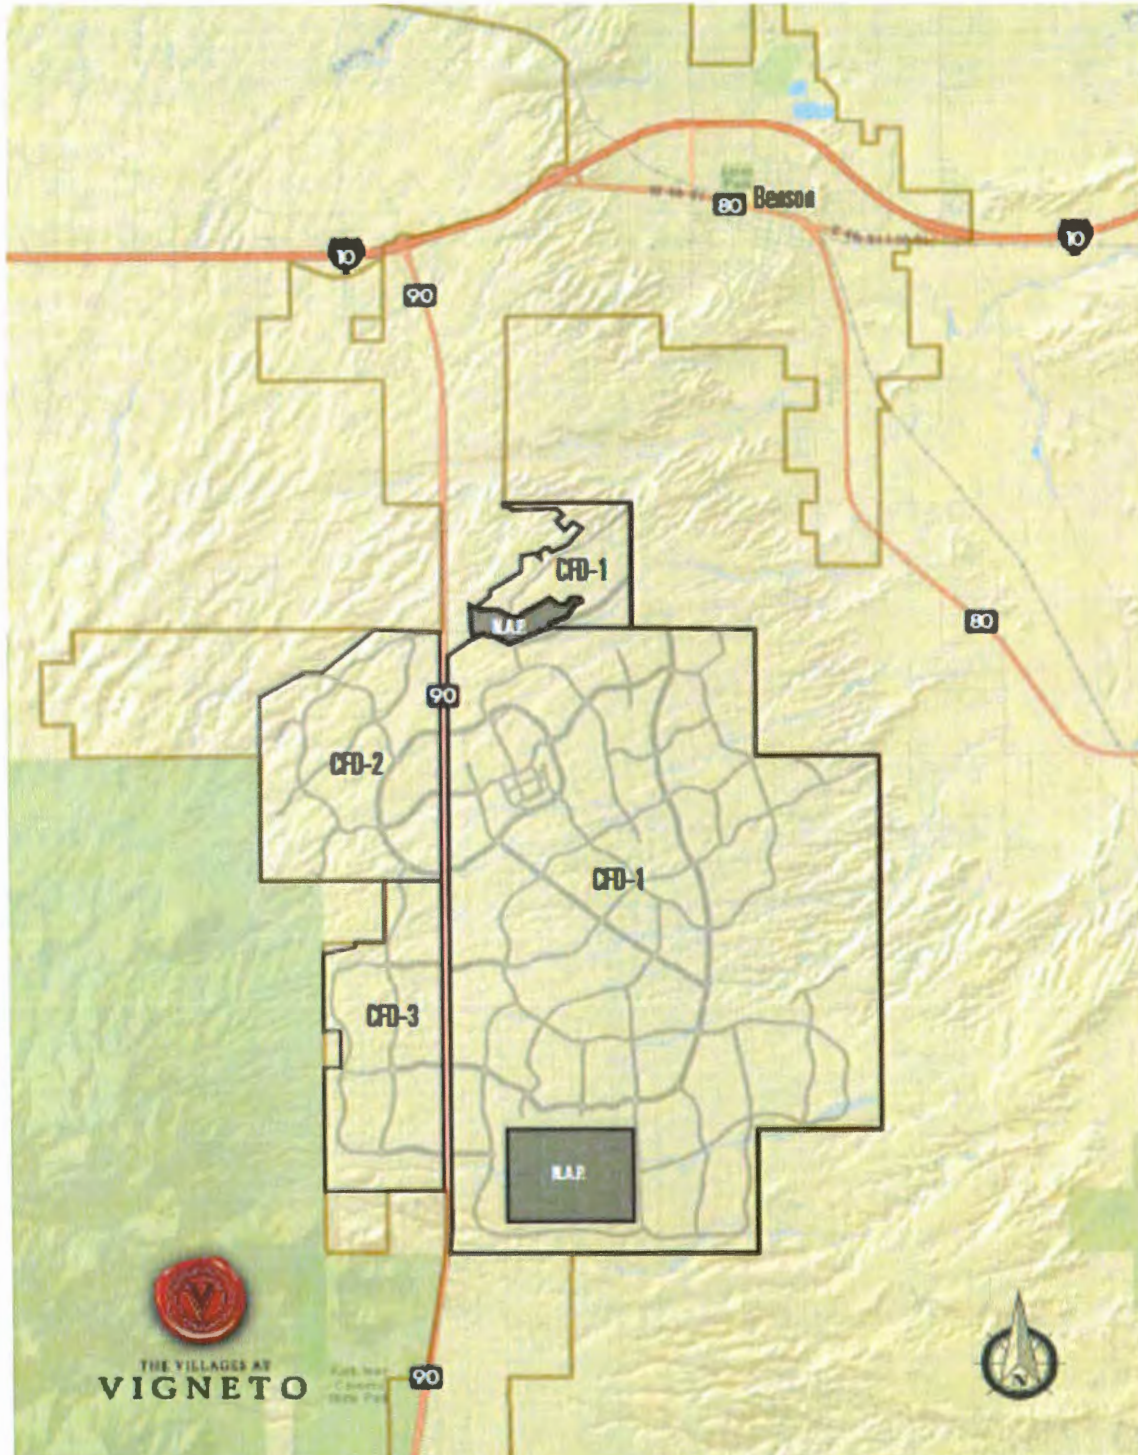 80
Benson
10
10
90
CFD-1
N.A.P.
80
90
CFD-2
CFD-1
CFD-3
N.A.P.
THE VILLAGES AT
VIGNETO
90
N